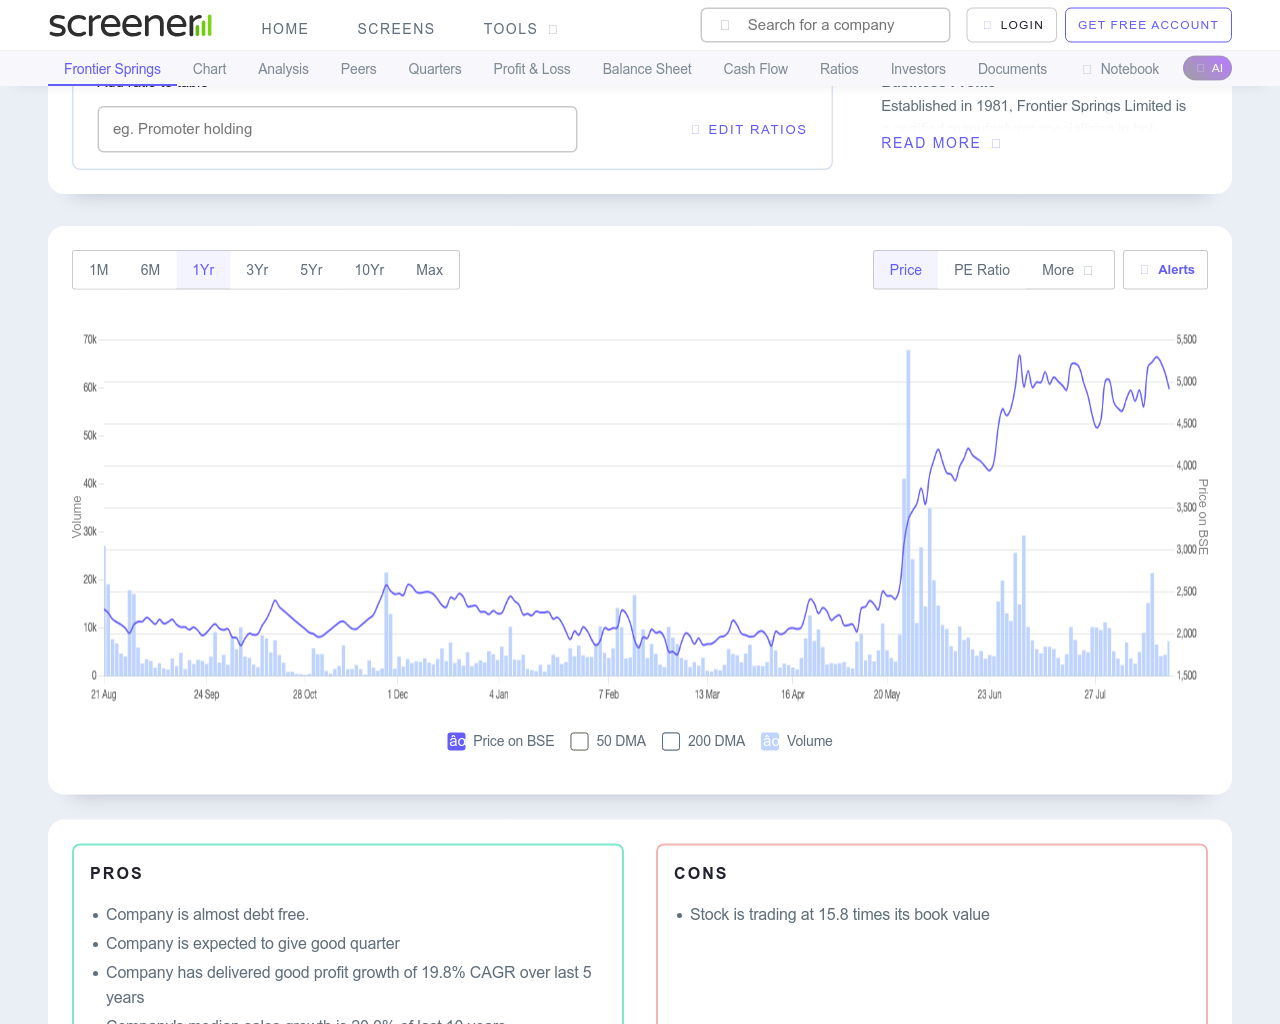 screener
HOME SCREENS TOOLS
Search for a company
LOGIN
GET FREE ACCOUNT
Frontier Springs Chart Analysis Peers Quarters Profit & Loss Balance Sheet Cash Flow Ratios Investors Documents Notebook AI
eg. Promoter holding
EDIT RATIOS
Established in 1981, Frontier Springs Limited is
READ MORE
1M 6M 1Yr 3Yr 5Yr 10Yr Max
Price PE Ratio More
Alerts
70k
60k
50k
40k
30k
20k
10k
0
Volume
5,500
5,000
4,500
4,000
3,500
3,000
2,500
2,000
1,500
Price on BSE
21 Aug 24 Sep 28 Oct 1 Dec 4 Jan 7 Feb 13 Mar 16 Apr 20 May 23 Jun 27 Jul
Price on BSE 50 DMA 200 DMA Volume
PROS
• Company is almost debt free.
• Company is expected to give good quarter
• Company has delivered good profit growth of 19.8% CAGR over last 5
years
CONS
• Stock is trading at 15.8 times its book value